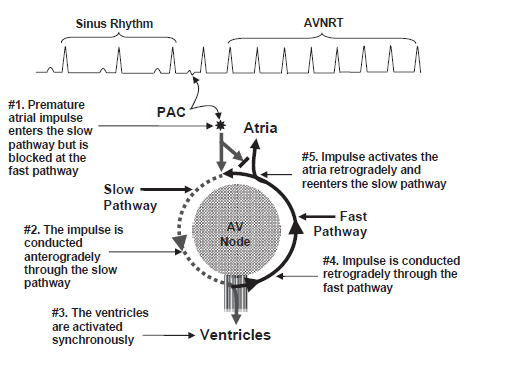 Sinus Rhythm
AVNRT
#1. Premature
atrial impulse
enters the slow
pathway but is
blocked at the
fast pathway
PAC
Atria
#5. Impulse activates the
atria retrogradely and
reenters the slow pathway
Slow
Pathway
Fast
Pathway
AV
Node
#2. The impulse is
conducted
anterogradely
through the slow
pathway
#4. Impulse is conducted
retrogradely through the
fast pathway
#3. The ventricles
are activated
synchronously
Ventricles